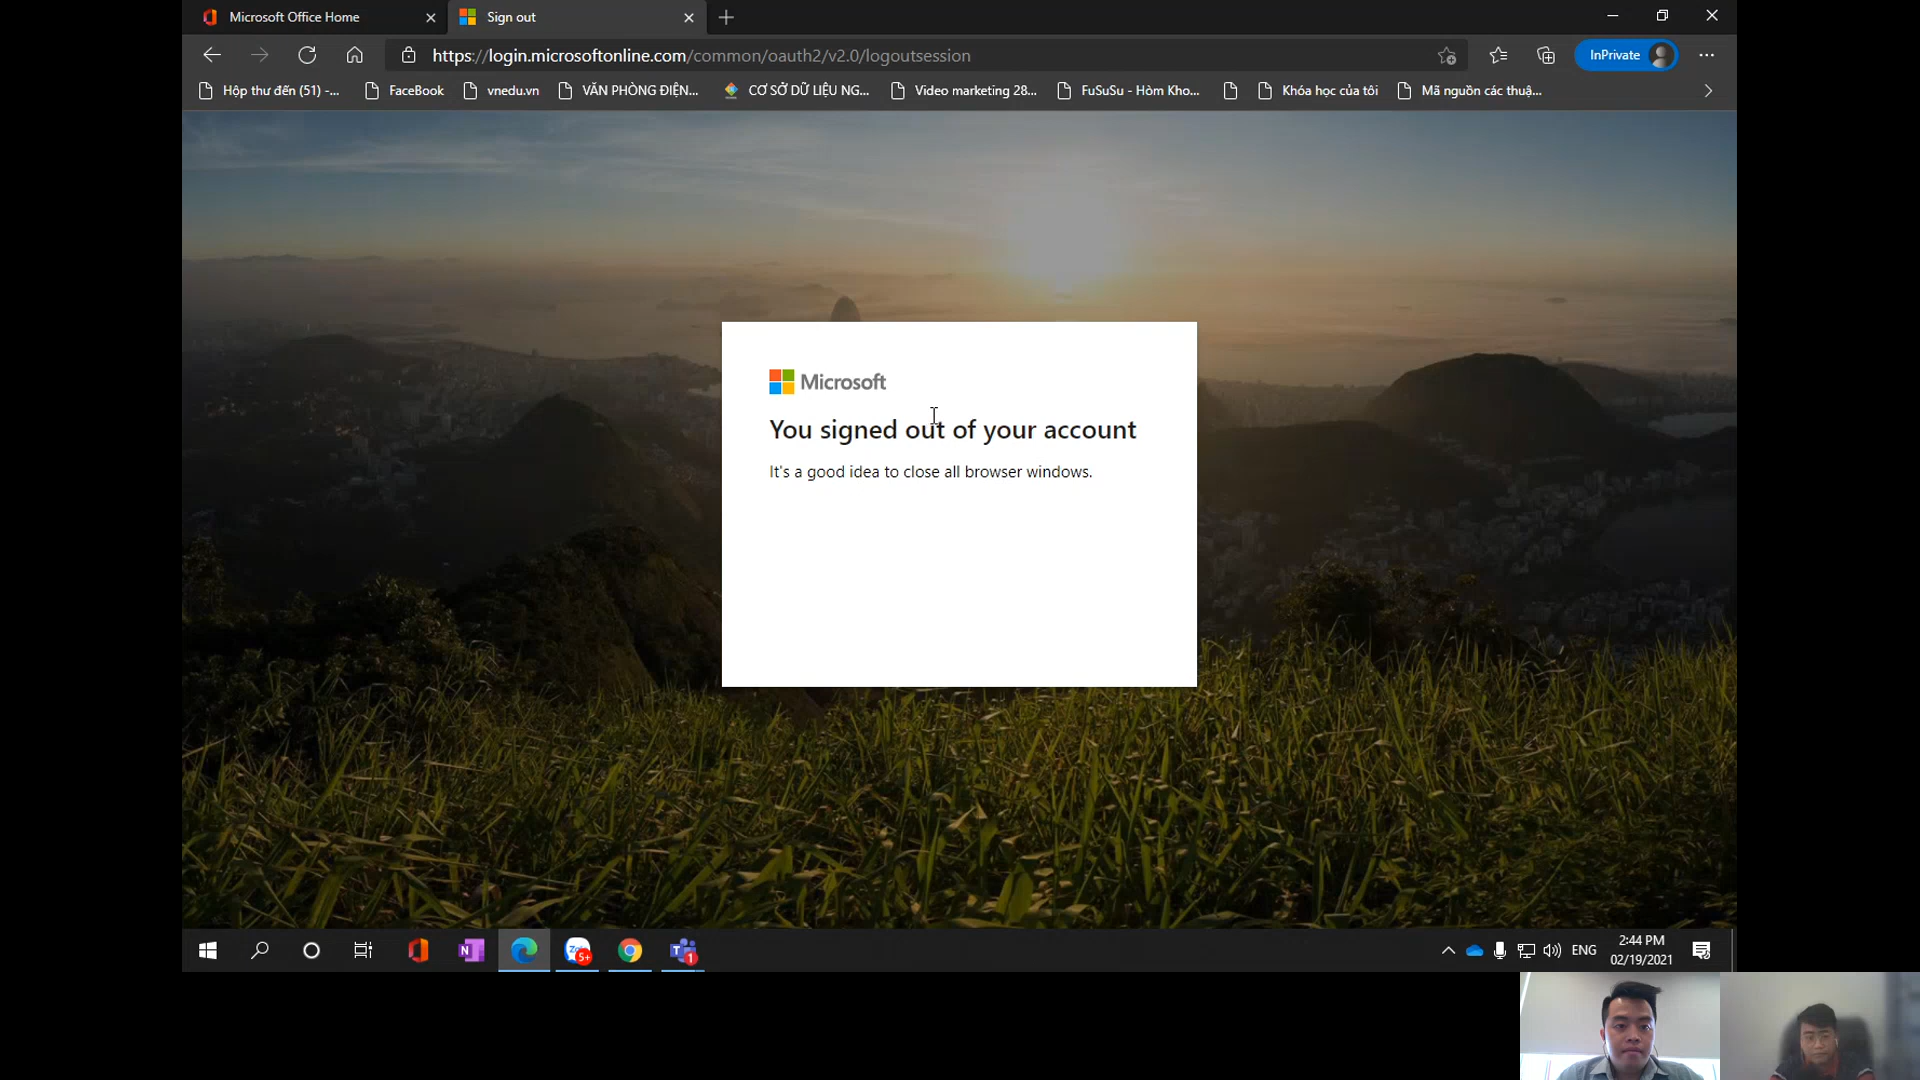 Microsoft Office Home
Sign out
https://login.microsoftonline.com/common/oauth2/v2.0/logoutsession
InPrivate
Hộp thư đến (51) -...
FaceBook
vnedu.vn
VĂN PHÒNG ĐIỆN...
CƠ SỞ DỮ LIỆU NG...
Video marketing 28...
FuSuSu - Hòm Kho...
Khóa học của tôi
Mã nguồn các thuậ...
Microsoft
You signed out of your account
It's a good idea to close all browser windows.
N
Zalo
5+
T
1
ENG
2:44 PM
02/19/2021